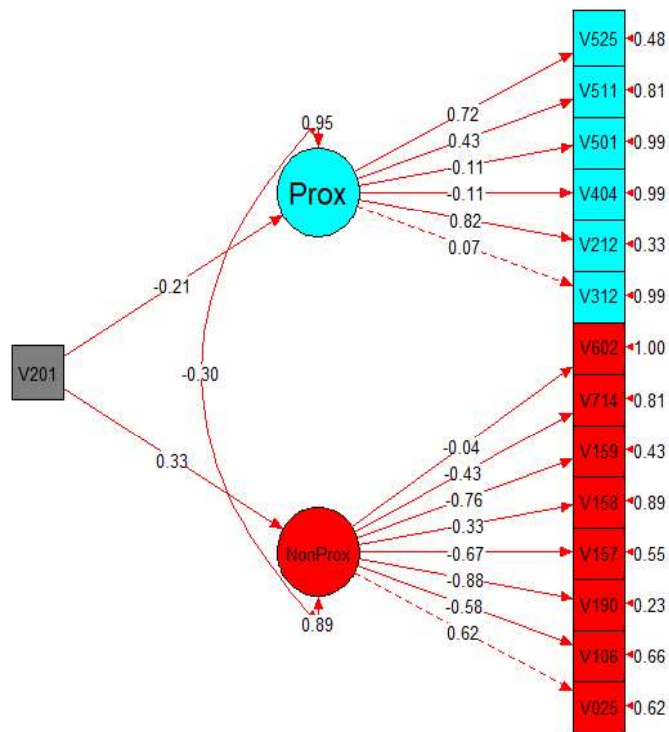 V525
0.48
V511
0.81
0.95
0.72
V501
0.99
0.43
-0.11
Prox
-0.11
V404
0.99
0.82
0.07
V212
0.33
-0.21
V312
0.99
V602
1.00
V201
-0.30
V714
0.81
-0.04
-0.43
V159
0.43
0.33
-0.76
-0.33
V158
0.89
NonProx
-0.67
V157
0.55
-0.88
-0.58
V190
0.23
0.89
0.62
V106
0.66
V025
0.62